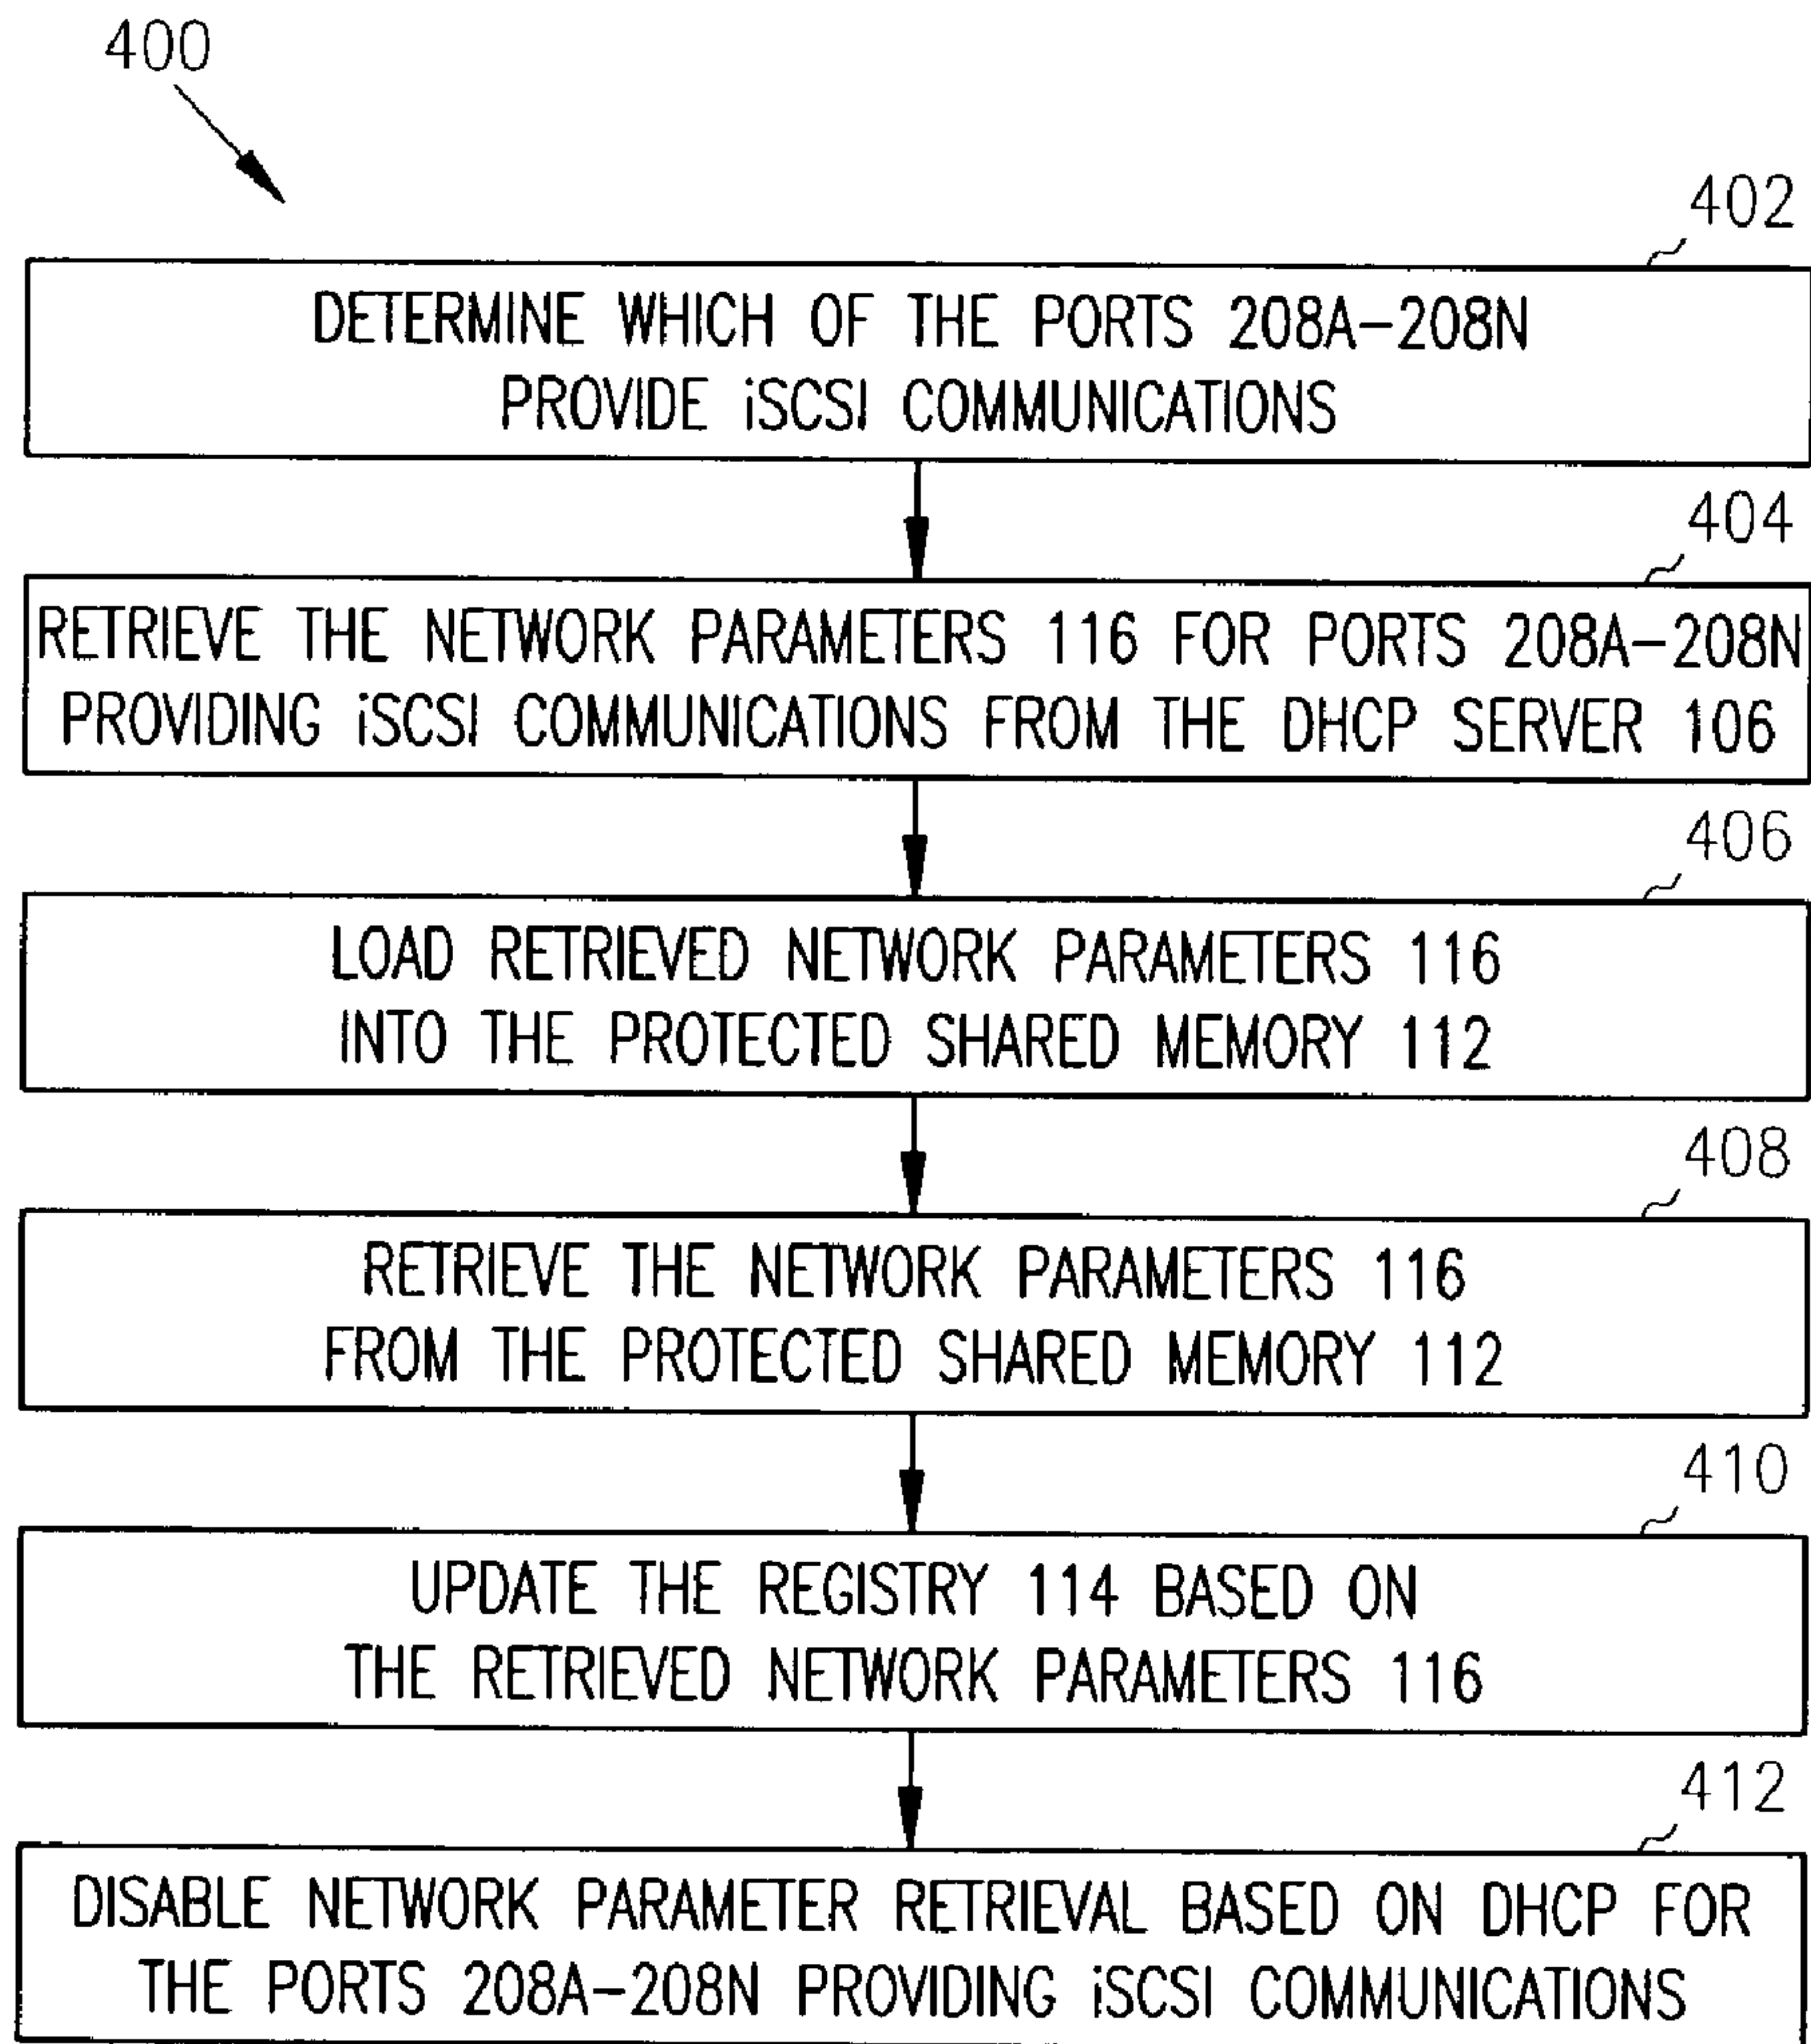 400
402
DETERMINE WHICH OF THE PORTS 208A-208N
PROVIDE iSCSI COMMUNICATIONS
404
RETRIEVE THE NETWORK PARAMETERS 116 FOR PORTS 208A-208N
PROVIDING iSCSI COMMUNICATIONS FROM THE DHCP SERVER 106
406
LOAD RETRIEVED NETWORK PARAMETERS 116
INTO THE PROTECTED SHARED MEMORY 112
408
RETRIEVE THE NETWORK PARAMETERS 116
FROM THE PROTECTED SHARED MEMORY 112
410
UPDATE THE REGISTRY 114 BASED ON
THE RETRIEVED NETWORK PARAMETERS 116
412
DISABLE NETWORK PARAMETER RETRIEVAL BASED ON DHCP FOR
THE PORTS 208A-208N PROVIDING iSCSI COMMUNICATIONS